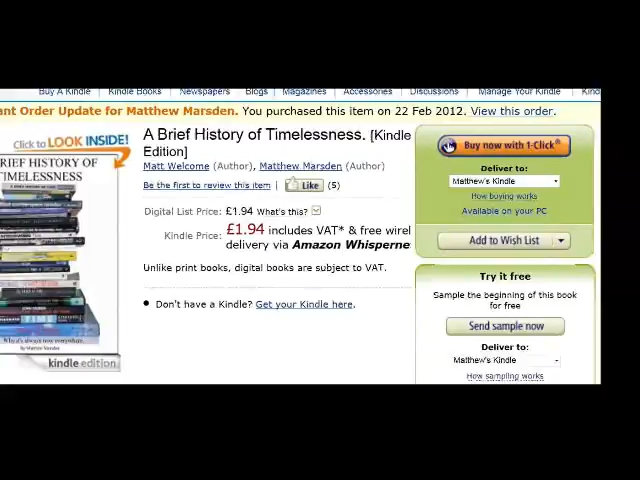 Buy A Kindle Kindle Books Newspapers Blogs Magazines Accessories Discussions Manage Your Kindle Kind
ant Order Update for Matthew Marsden. You purchased this item on 22 Feb 2012. View this order.
Click to LOOK INSIDE!
BRIEF HISTORY OF
TIMELESSNESS
kindle edition
A Brief History of Timelessness. [Kindle
Edition]
Matt Welcome (Author), Matthew Marsden (Author)
Be the first to review this item Like (5)
Digital List Price: £1.94 What's this?
Kindle Price: £1.94 includes VAT* & free wirel
delivery via Amazon Whisperne
Unlike print books, digital books are subject to VAT.
Don't have a Kindle? Get your Kindle here.
Buy now with 1-Click®
Deliver to:
Matthew's Kindle
How buying works
Available on your PC
Add to Wish List
Try it free
Sample the beginning of this book
for free
Send sample now
Deliver to:
Matthew's Kindle
How sampling works